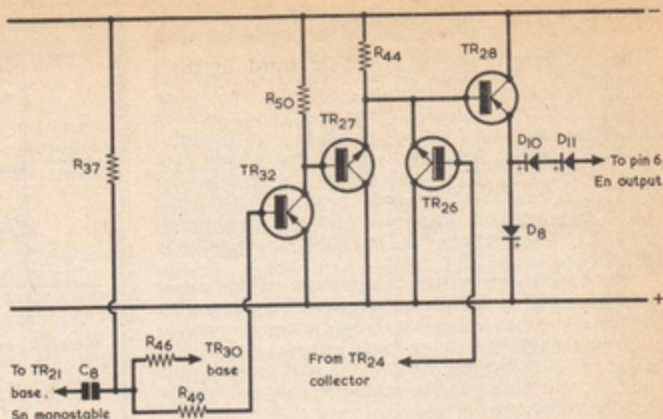 −
R44
TR28
R50
TR27
D10 D11
R37
To pin 6
En output
TR32
TR26
D8
+
R46
TR30
base
From TR24
collector
To TR21
base,
Sn monostable
C8
R49